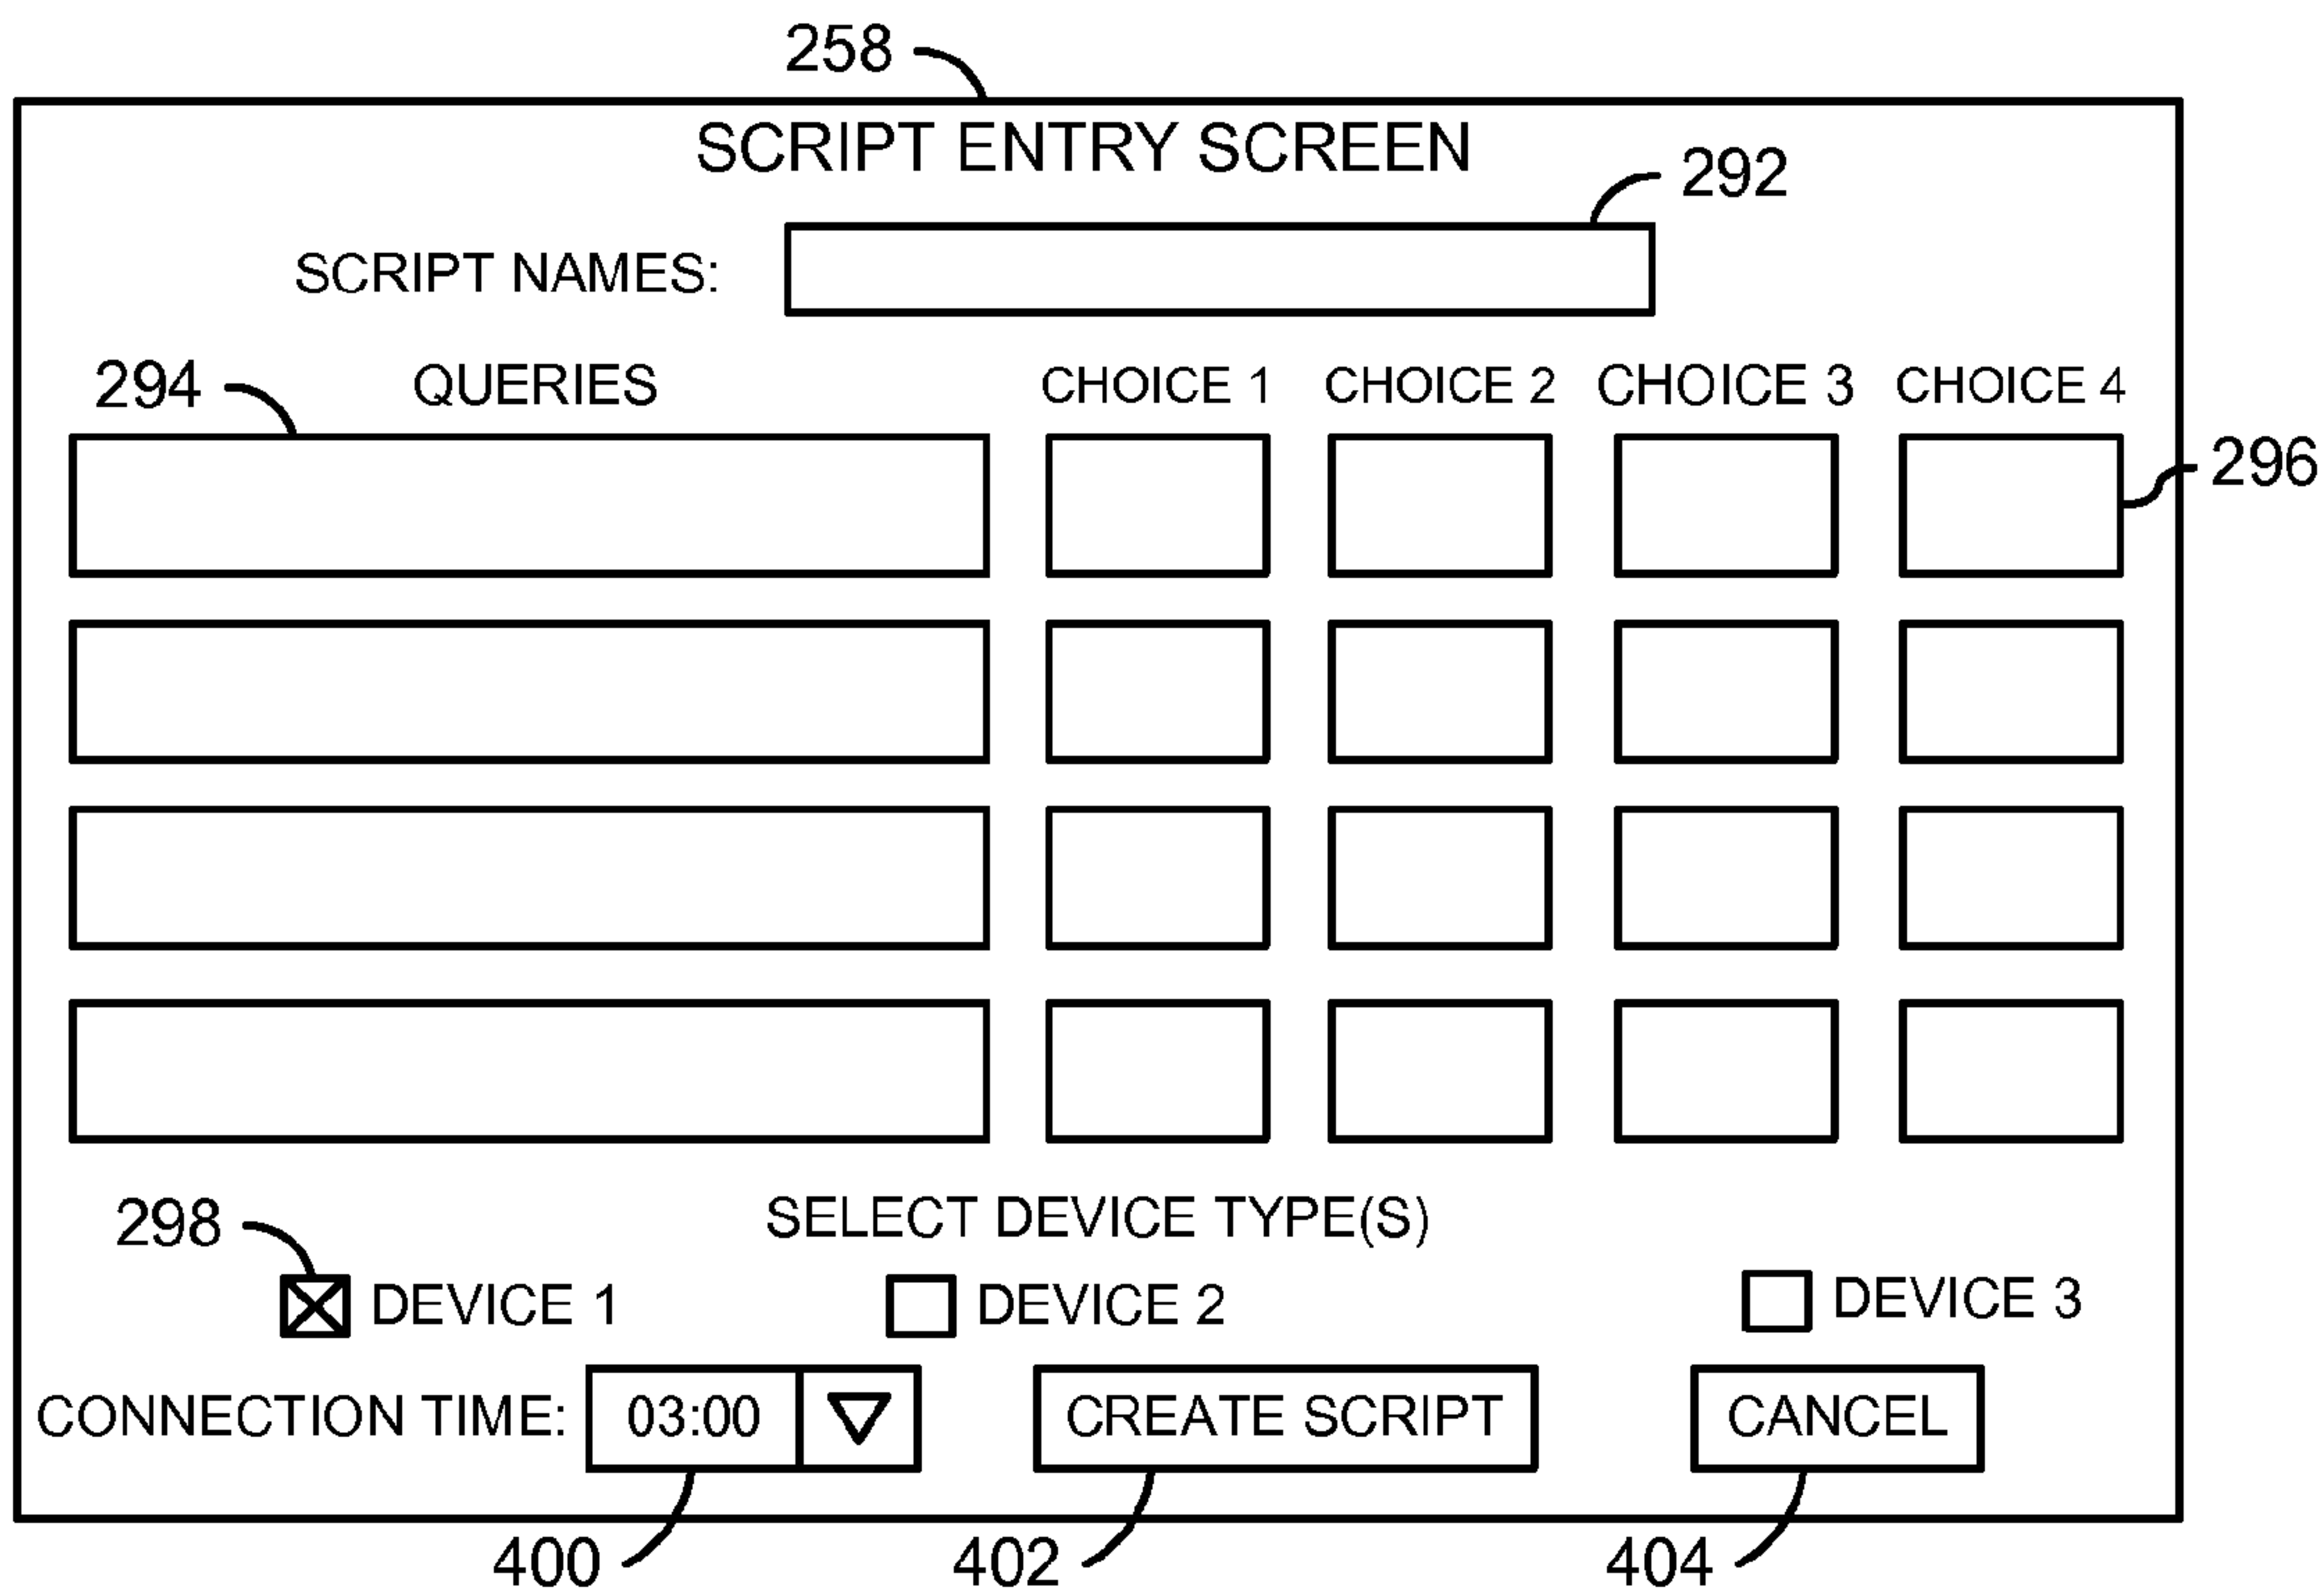 258
SCRIPT ENTRY SCREEN
292
SCRIPT NAMES:
294 QUERIES CHOICE 1 CHOICE 2 CHOICE 3 CHOICE 4
296
298 SELECT DEVICE TYPE(S)
DEVICE 1 DEVICE 2 DEVICE 3
CONNECTION TIME: 03:00 CREATE SCRIPT CANCEL
400 402 404